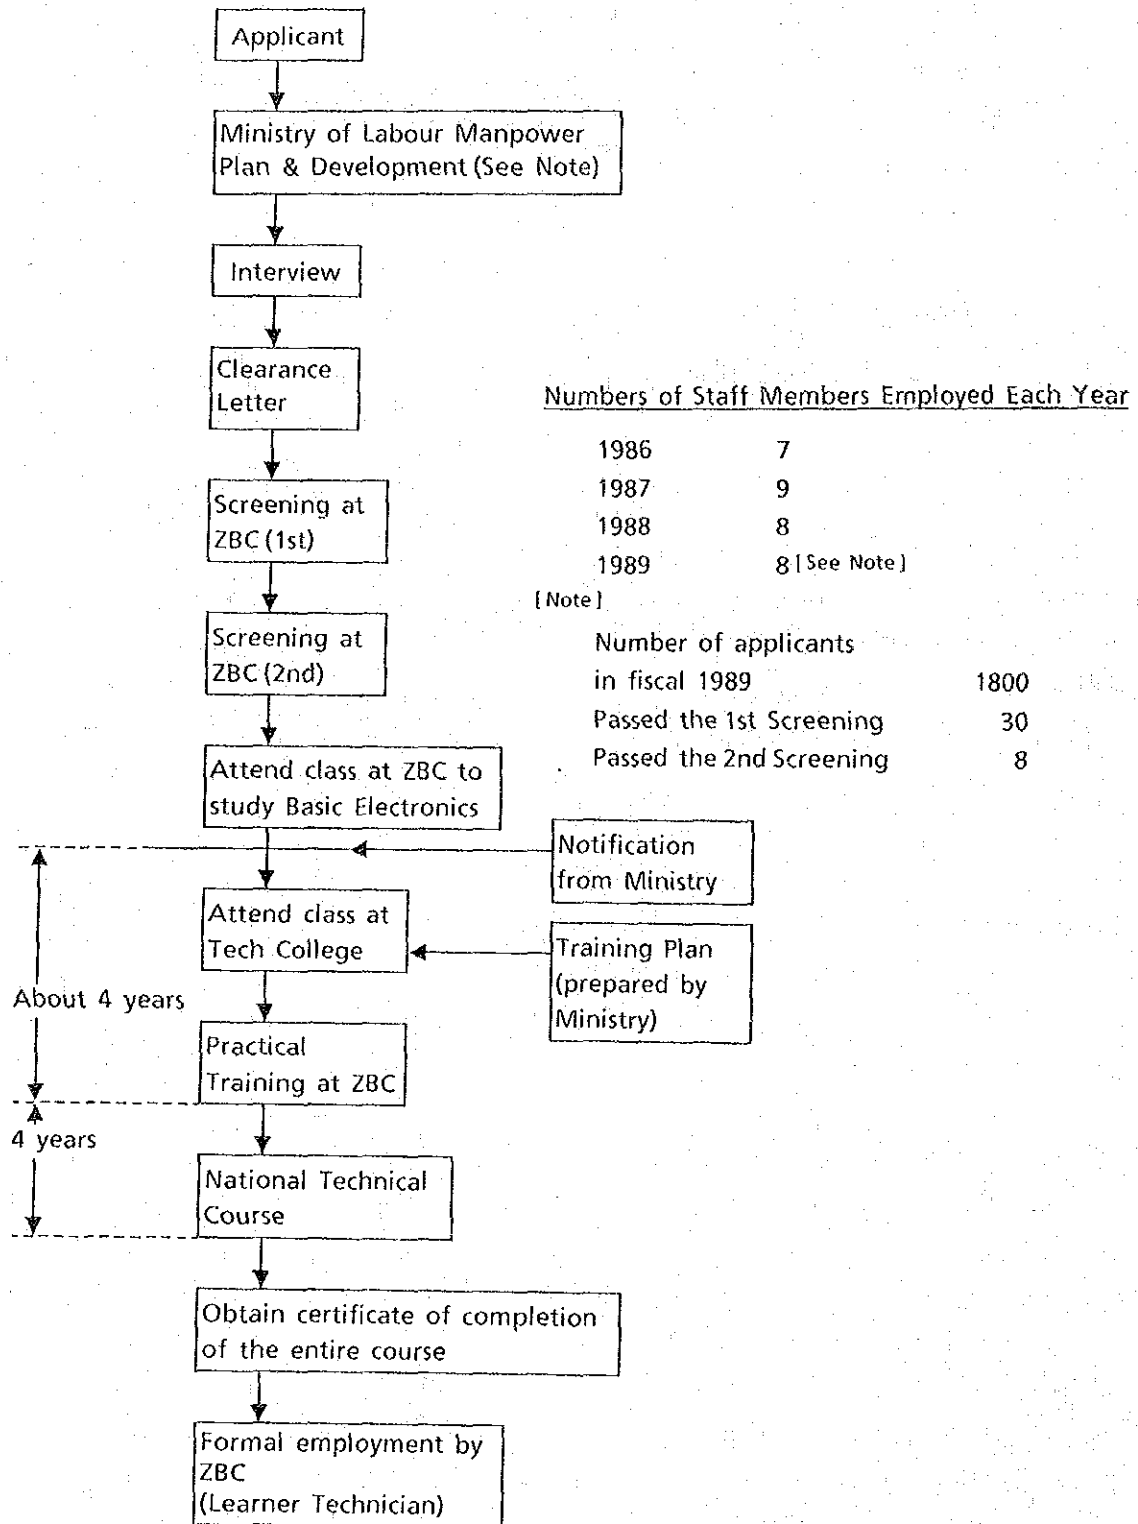 Applicant
Ministry of Labour Manpower
Plan & Development (See Note)
Interview
Clearance
Letter
Screening at
ZBC (1st)
Screening at
ZBC (2nd)
Attend class at ZBC to
study Basic Electronics
Attend class at
Tech College
Practical
Training at ZBC
National Technical
Course
Obtain certificate of completion
of the entire course
Formal employment by
ZBC
(Learner Technician)
About 4 years
4 years
Notification
from Ministry
Training Plan
(prepared by
Ministry)
Numbers of Staff Members Employed Each Year
1986 7
1987 9
1988 8
1989 8 [See Note]
[Note]
Number of applicants
in fiscal 1989 1800
Passed the 1st Screening 30
Passed the 2nd Screening 8